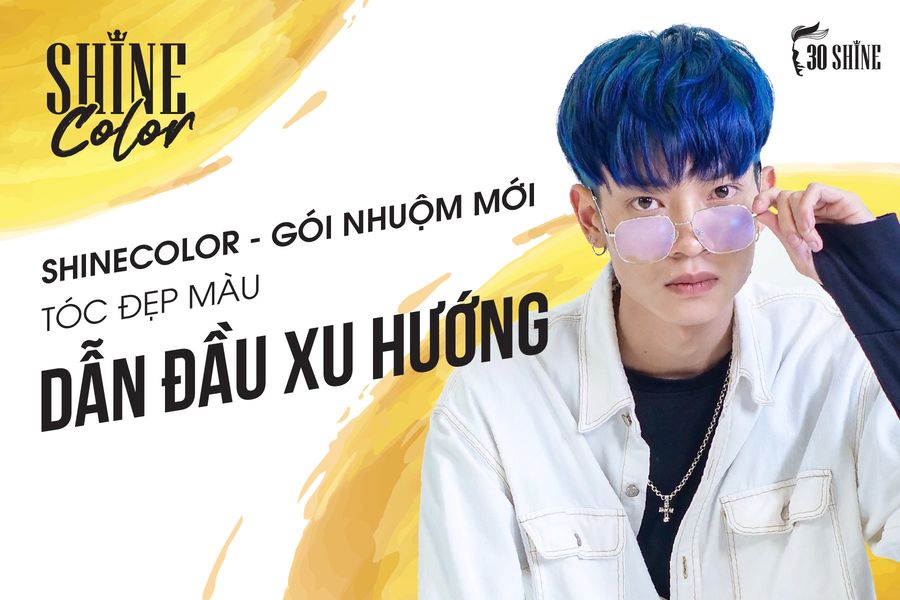 SHINE
Color
30 SHINE
SHINECOLOR - GÓI NHUỘM MỚI
TÓC ĐẸP MÀU
DẪN ĐẦU XU HƯỚNG